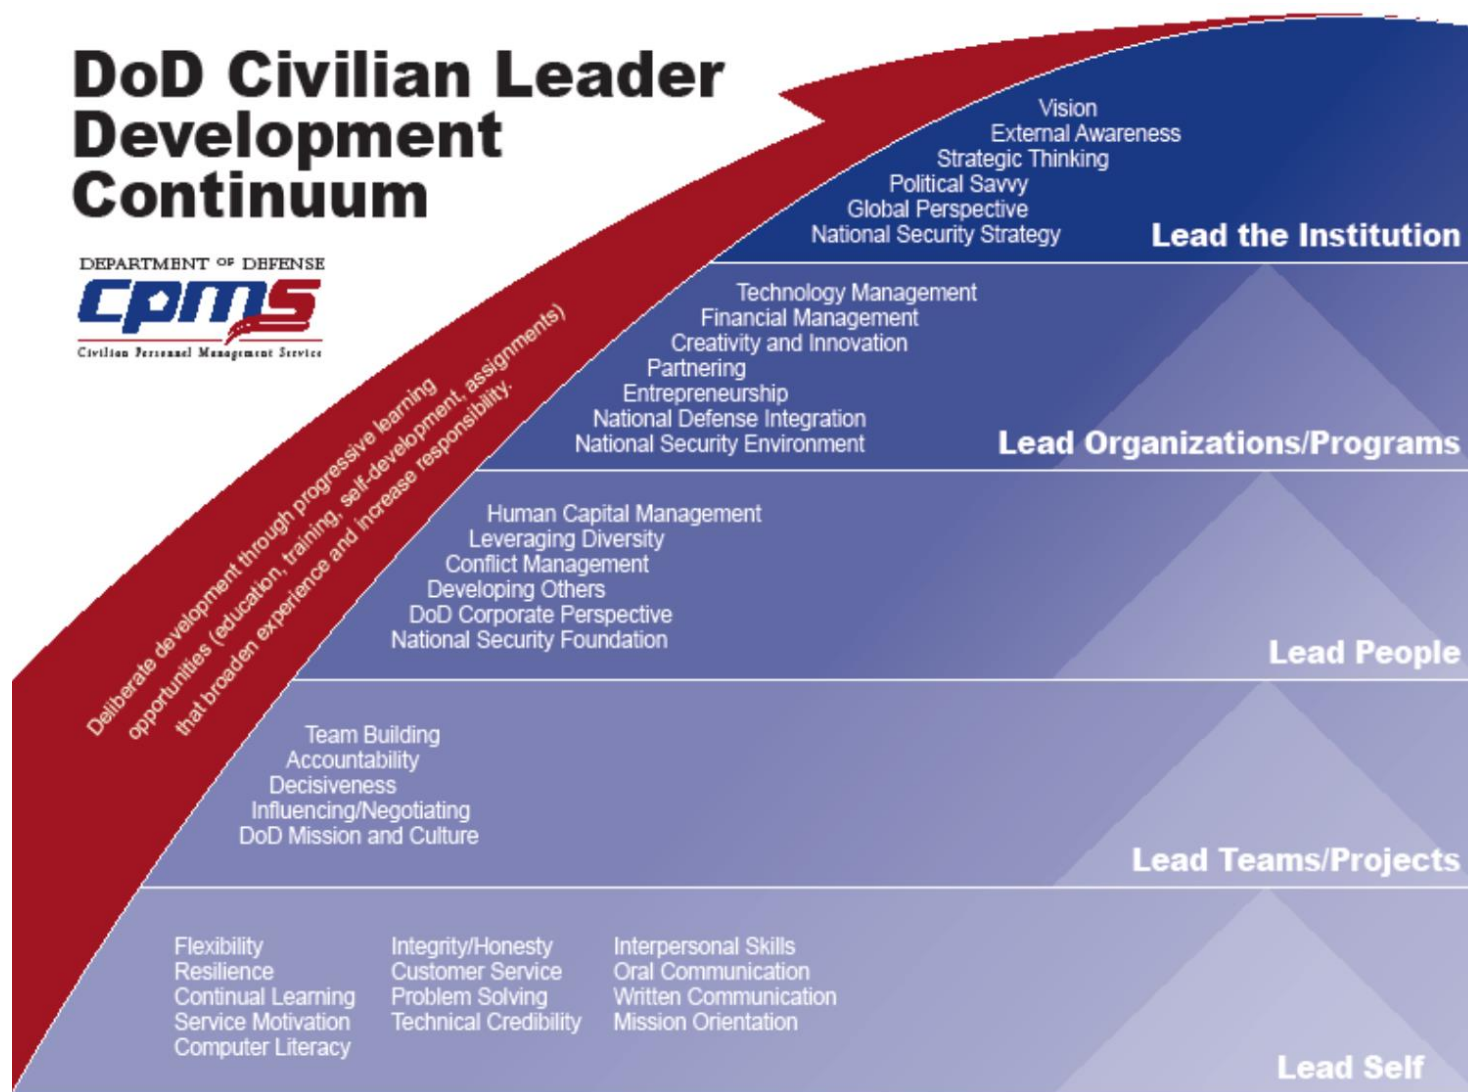 DoD Civilian Leader
Development
Continuum
DEPARTMENT OF DEFENSE
cpms
Civilian Personnel Management Service
Deliberate development through progressive learning
opportunities (education, training, self-development, assignments)
that broaden experience and increase responsibility.
Vision
External Awareness
Strategic Thinking
Political Savvy
Global Perspective
National Security Strategy
Lead the Institution
Technology Management
Financial Management
Creativity and Innovation
Partnering
Entrepreneurship
National Defense Integration
National Security Environment
Lead Organizations/Programs
Human Capital Management
Leveraging Diversity
Conflict Management
Developing Others
DoD Corporate Perspective
National Security Foundation
Lead People
Team Building
Accountability
Decisiveness
Influencing/Negotiating
DoD Mission and Culture
Lead Teams/Projects
Flexibility
Resilience
Continual Learning
Service Motivation
Computer Literacy
Integrity/Honesty
Customer Service
Problem Solving
Technical Credibility
Interpersonal Skills
Oral Communication
Written Communication
Mission Orientation
Lead Self